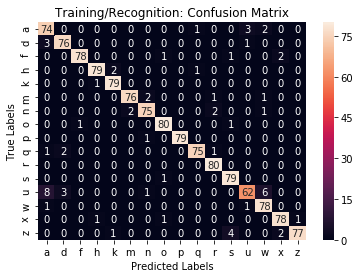 Training/Recognition: Confusion Matrix
True Labels
a 74 0 0 0 0 0 0 0 0 1 0 0 3 2 0 0
d 3 76 0 0 0 0 0 0 0 0 0 0 1 0 0 0
f 0 0 78 0 0 0 0 1 0 0 0 1 0 0 2 0
h 0 0 0 79 2 0 0 0 0 1 0 0 0 0 0 0
k 0 0 0 1 79 0 0 0 0 0 0 0 0 0 0 0
m 0 0 0 0 0 76 2 0 0 0 2 0 0 1 0 0
n 0 0 0 0 0 2 75 0 0 0 2 0 0 1 0 0
o 0 0 1 0 0 0 0 80 0 0 0 1 0 0 0 0
p 0 0 0 0 0 0 1 0 79 0 0 0 0 0 0 0
q 1 2 0 0 0 0 0 0 0 75 1 0 0 0 0 0
r 0 0 0 0 0 0 0 0 0 0 80 0 0 0 0 0
s 0 0 0 0 0 0 0 1 0 0 0 79 0 0 0 0
u 8 3 0 0 0 0 1 0 0 0 0 0 62 6 0 0
w 1 0 0 0 0 0 0 0 0 0 0 0 0 78 0 0
x 0 0 0 1 0 0 0 1 0 0 0 0 0 0 78 1
z 0 0 0 0 1 0 0 0 0 0 0 4 0 0 2 77
a d f h k m n o p q r s u w x z
Predicted Labels
75
60
45
30
15
0